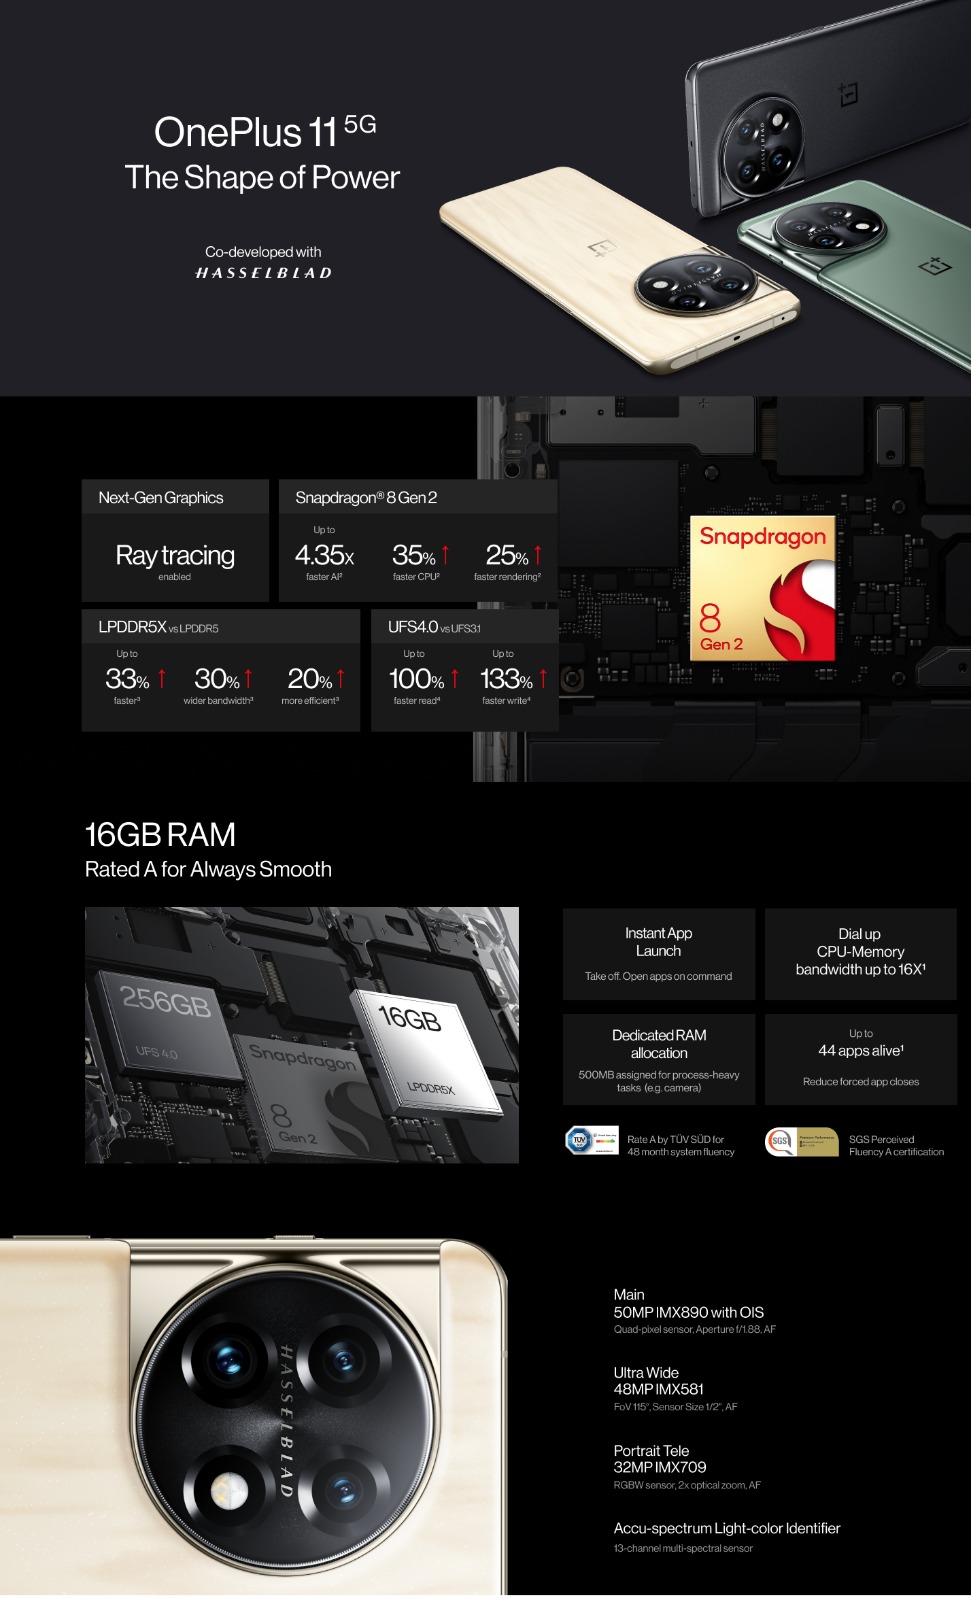 OnePlus 11 5G
The Shape of Power
Co-developed with
HASSELBLAD
HASSELBLAD
HASSELBLAD
HASSELBLAD
Next-Gen Graphics
Ray tracing
enabled
Snapdragon® 8 Gen 2
Up to
4.35X 35% ↑ 25% ↑
faster AI² faster CPU² faster rendering²
LPDDR5X vs LPDDR5
Up to
33% ↑ 30% ↑ 20% ↑
faster³ wider bandwidth³ more efficient³
UFS4.0 vs UFS3.1
Up to Up to
100% ↑ 133% ↑
faster read⁴ faster write⁴
Snapdragon
8
Gen 2
16GB RAM
Rated A for Always Smooth
256GB
UFS 4.0
Snapdragon
8
Gen 2
16GB
LPDDR5X
Instant App
Launch
Take off. Open apps on command
Dial up
CPU-Memory
bandwidth up to 16X¹
Dedicated RAM
allocation
500MB assigned for process-heavy
tasks (e.g. camera)
Up to
44 apps alive¹
Reduce forced app closes
TÜV
SÜD
Rate A by TÜV SÜD for
48 month system fluency
SGS
SGS Perceived
Fluency A certification
HASSELBLAD
Main
50MP IMX890 with OIS
Quad-pixel sensor, Aperture f/1.88, AF
Ultra Wide
48MP IMX581
FoV 115°, Sensor Size 1/2", AF
Portrait Tele
32MP IMX709
RGBW sensor, 2x optical zoom, AF
Accu-spectrum Light-color Identifier
13-channel multi-spectral sensor